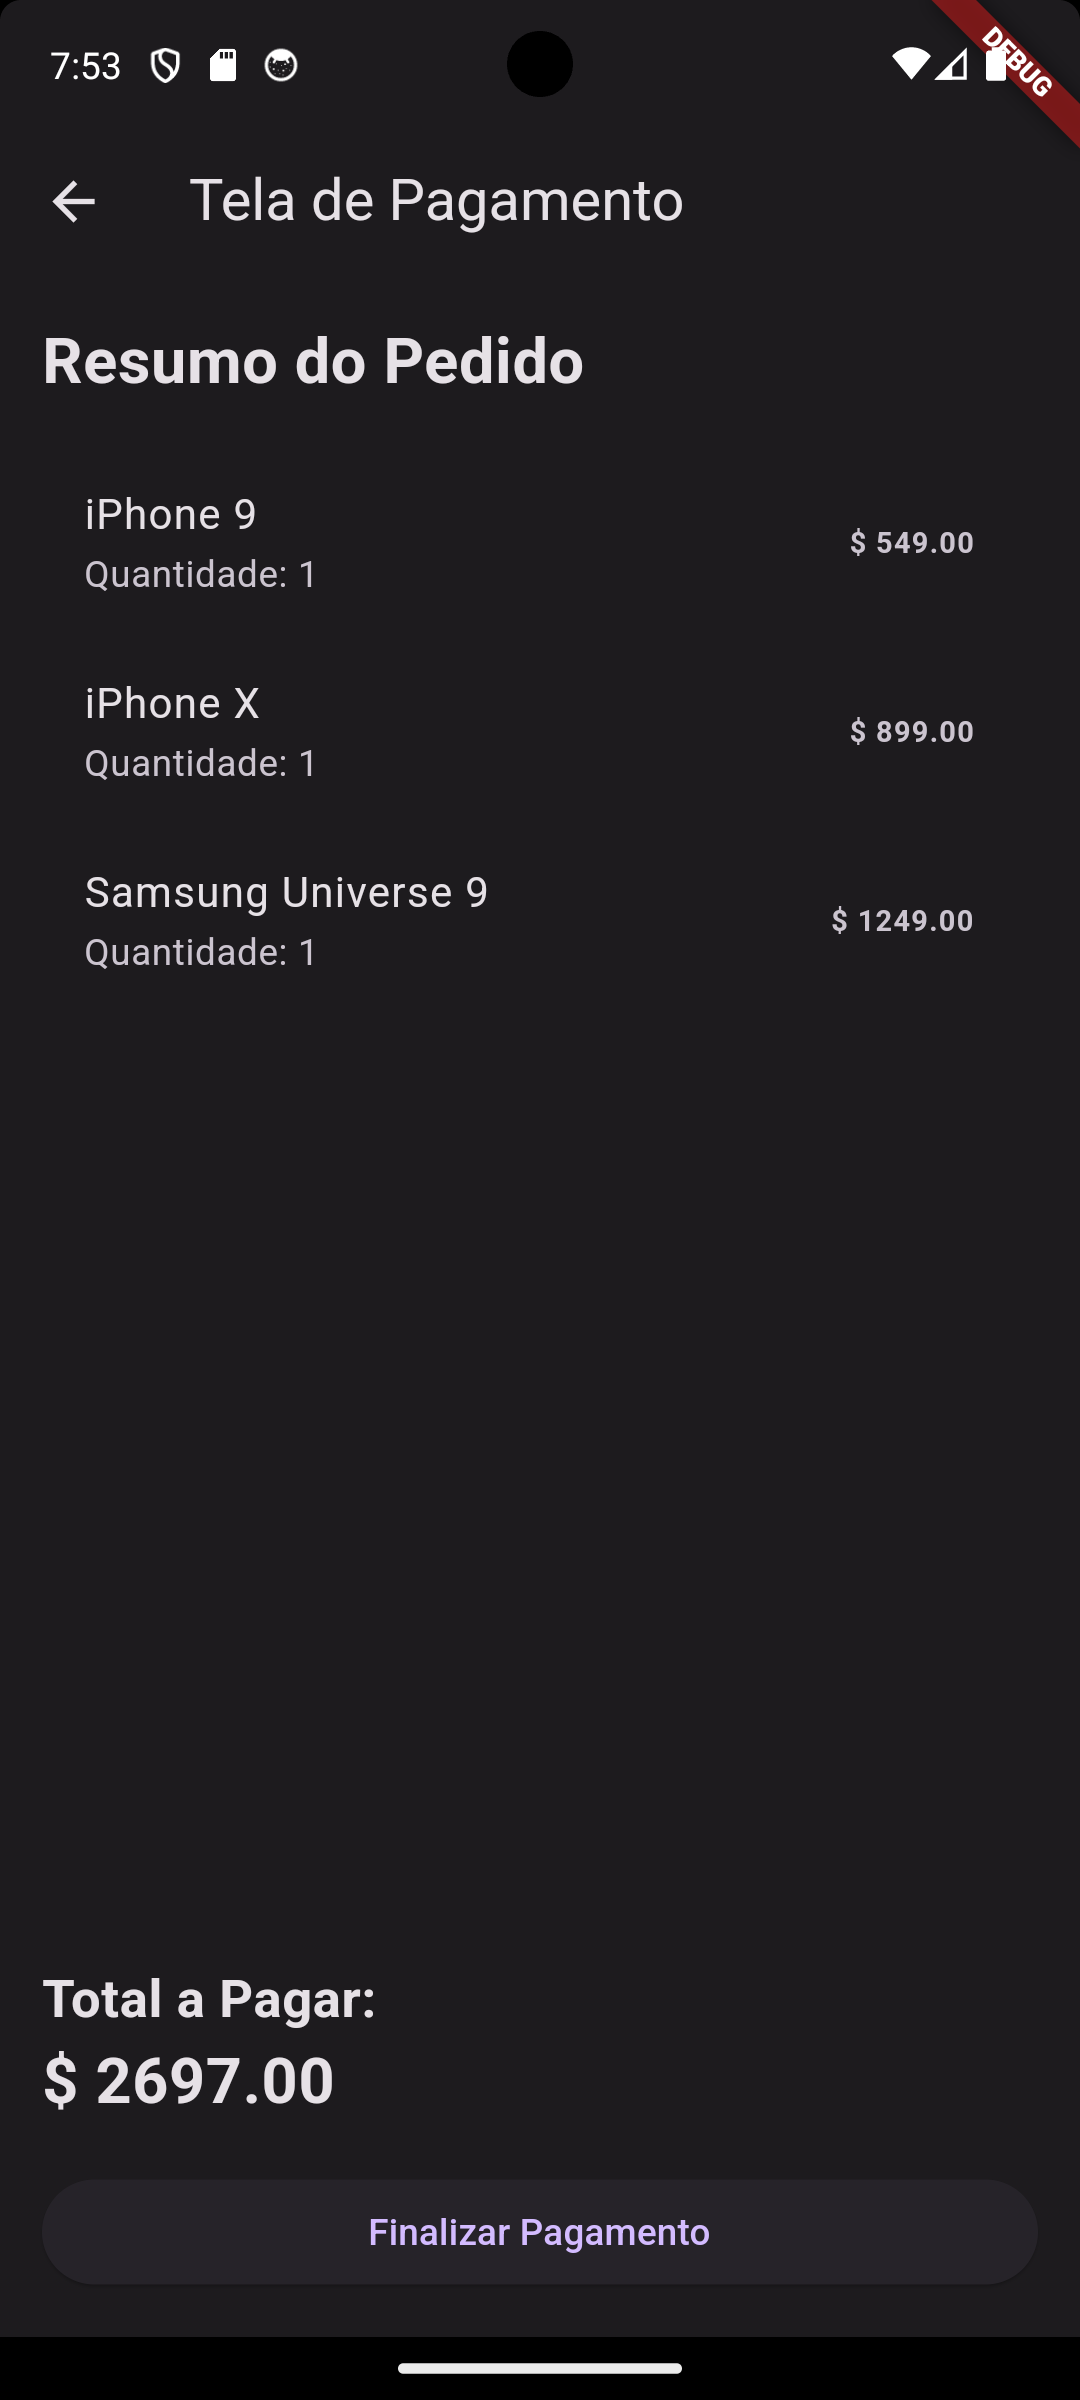 7:53
DEBUG
Tela de Pagamento
Resumo do Pedido
iPhone 9
Quantidade: 1
$ 549.00
iPhone X
Quantidade: 1
$ 899.00
Samsung Universe 9
Quantidade: 1
$ 1249.00
Total a Pagar:
$ 2697.00
Finalizar Pagamento